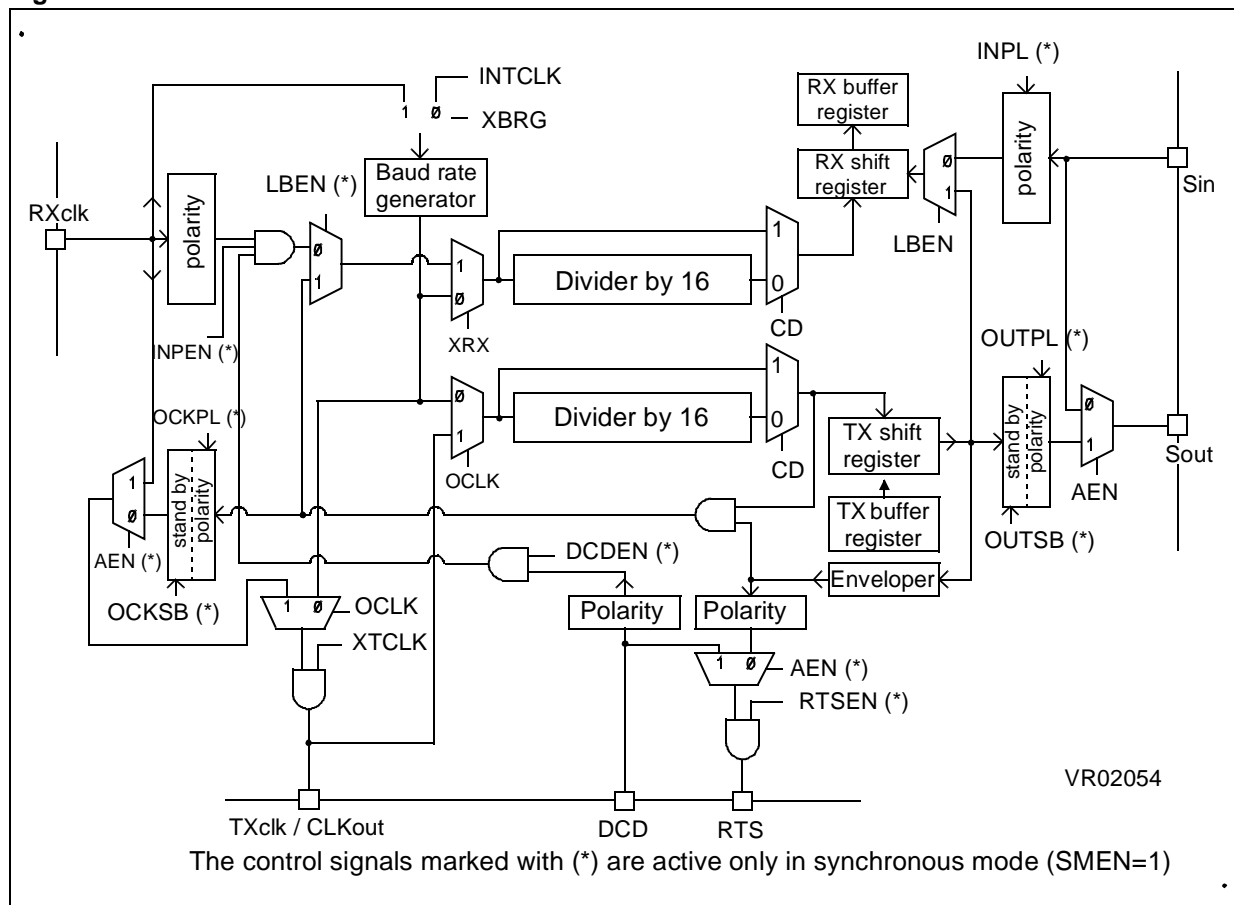 INPL (*)
INTCLK
1 Ø
XBRG
RX buffer
register
polarity
Baud rate
generator
LBEN (*)
RX shift
register
Ø
1
Sin
RXclk
polarity
Ø
1
LBEN
1
Ø
Divider by 16
1
0
CD
INPEN (*)
XRX
OUTPL (*)
OCKPL (*)
Ø
1
Divider by 16
1
0
CD
TX shift
register
stand by
polarity
Ø
1
Sout
OCLK
AEN
1
Ø
stand by
polarity
TX buffer
register
OUTSB (*)
AEN (*)
DCDEN (*)
Enveloper
OCKSB (*)
1 Ø
OCLK
Polarity
Polarity
XTCLK
1 Ø
AEN (*)
RTSEN (*)
VR02054
TXclk / CLKout
DCD
RTS
The control signals marked with (*) are active only in synchronous mode (SMEN=1)